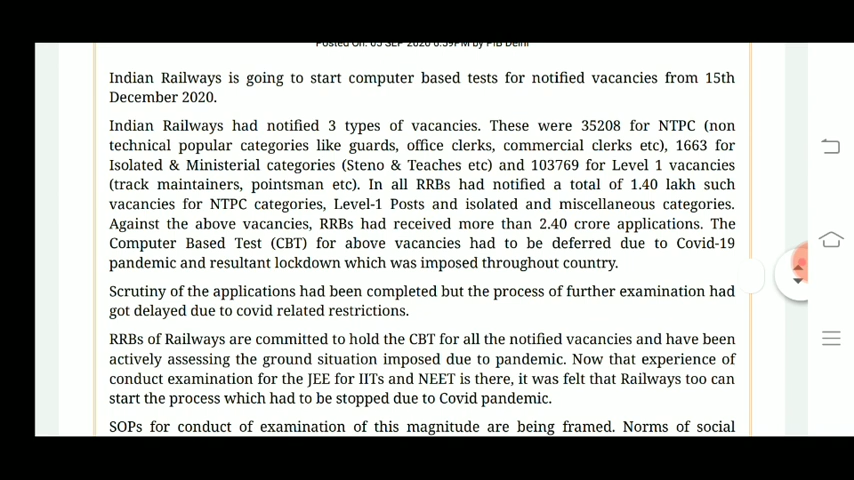 Posted On: 05 SEP 2020 6:59PM by PIB Delhi
Indian Railways is going to start computer based tests for notified vacancies from 15th
December 2020.
Indian Railways had notified 3 types of vacancies. These were 35208 for NTPC (non
technical popular categories like guards, office clerks, commercial clerks etc), 1663 for
Isolated & Ministerial categories (Steno & Teaches etc) and 103769 for Level 1 vacancies
(track maintainers, pointsman etc). In all RRBs had notified a total of 1.40 lakh such
vacancies for NTPC categories, Level-1 Posts and isolated and miscellaneous categories.
Against the above vacancies, RRBs had received more than 2.40 crore applications. The
Computer Based Test (CBT) for above vacancies had to be deferred due to Covid-19
pandemic and resultant lockdown which was imposed throughout country.
Scrutiny of the applications had been completed but the process of further examination had
got delayed due to covid related restrictions.
RRBs of Railways are committed to hold the CBT for all the notified vacancies and have been
actively assessing the ground situation imposed due to pandemic. Now that experience of
conduct examination for the JEE for IITs and NEET is there, it was felt that Railways too can
start the process which had to be stopped due to Covid pandemic.
SOPs for conduct of examination of this magnitude are being framed. Norms of social